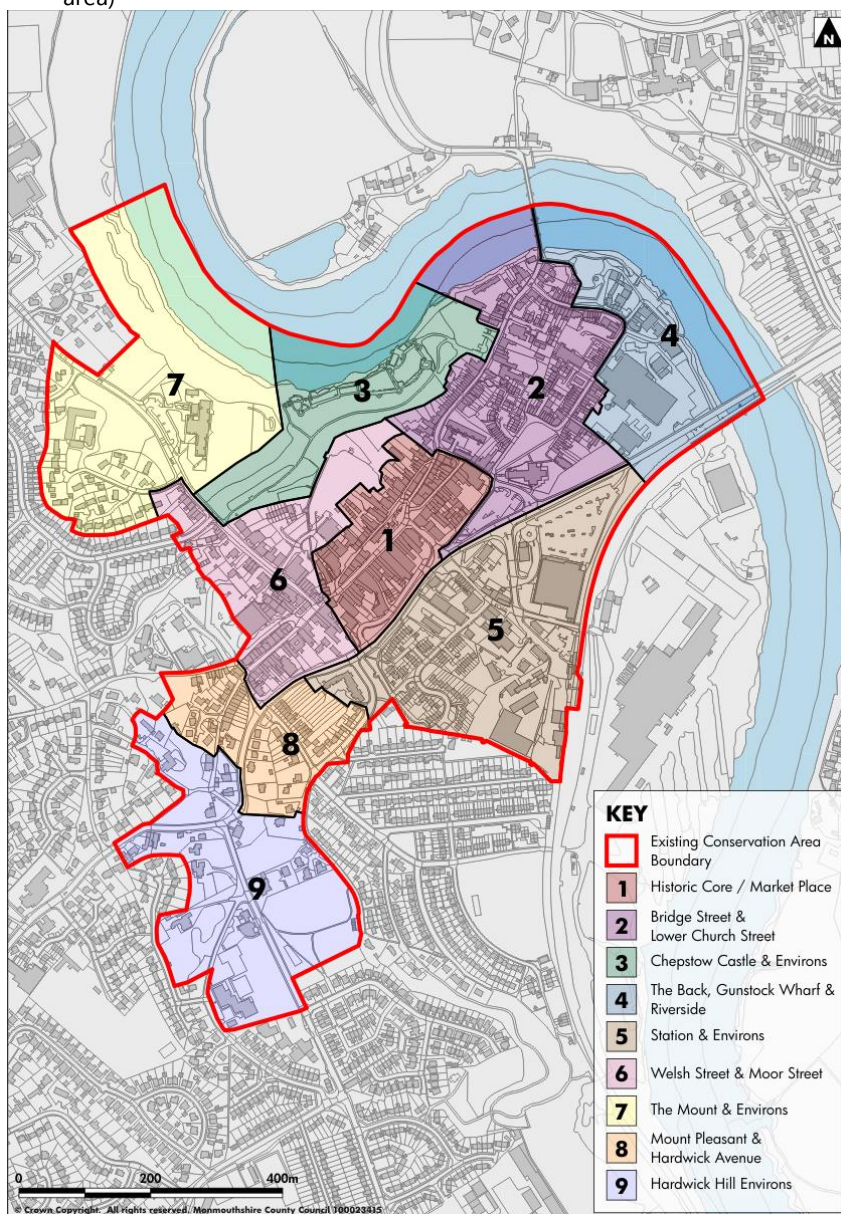 area)
N
7
3
2
4
1
6
5
8
9
KEY
Existing Conservation Area
Boundary
1 Historic Core / Market Place
2 Bridge Street &
Lower Church Street
3 Chepstow Castle & Environs
4 The Back, Gunstock Wharf &
Riverside
5 Station & Environs
6 Welsh Street & Moor Street
7 The Mount & Environs
8 Mount Pleasant &
Hardwick Avenue
9 Hardwick Hill Environs
0 200 400m
© Crown Copyright. All rights reserved. Monmouthshire County Council 100023415